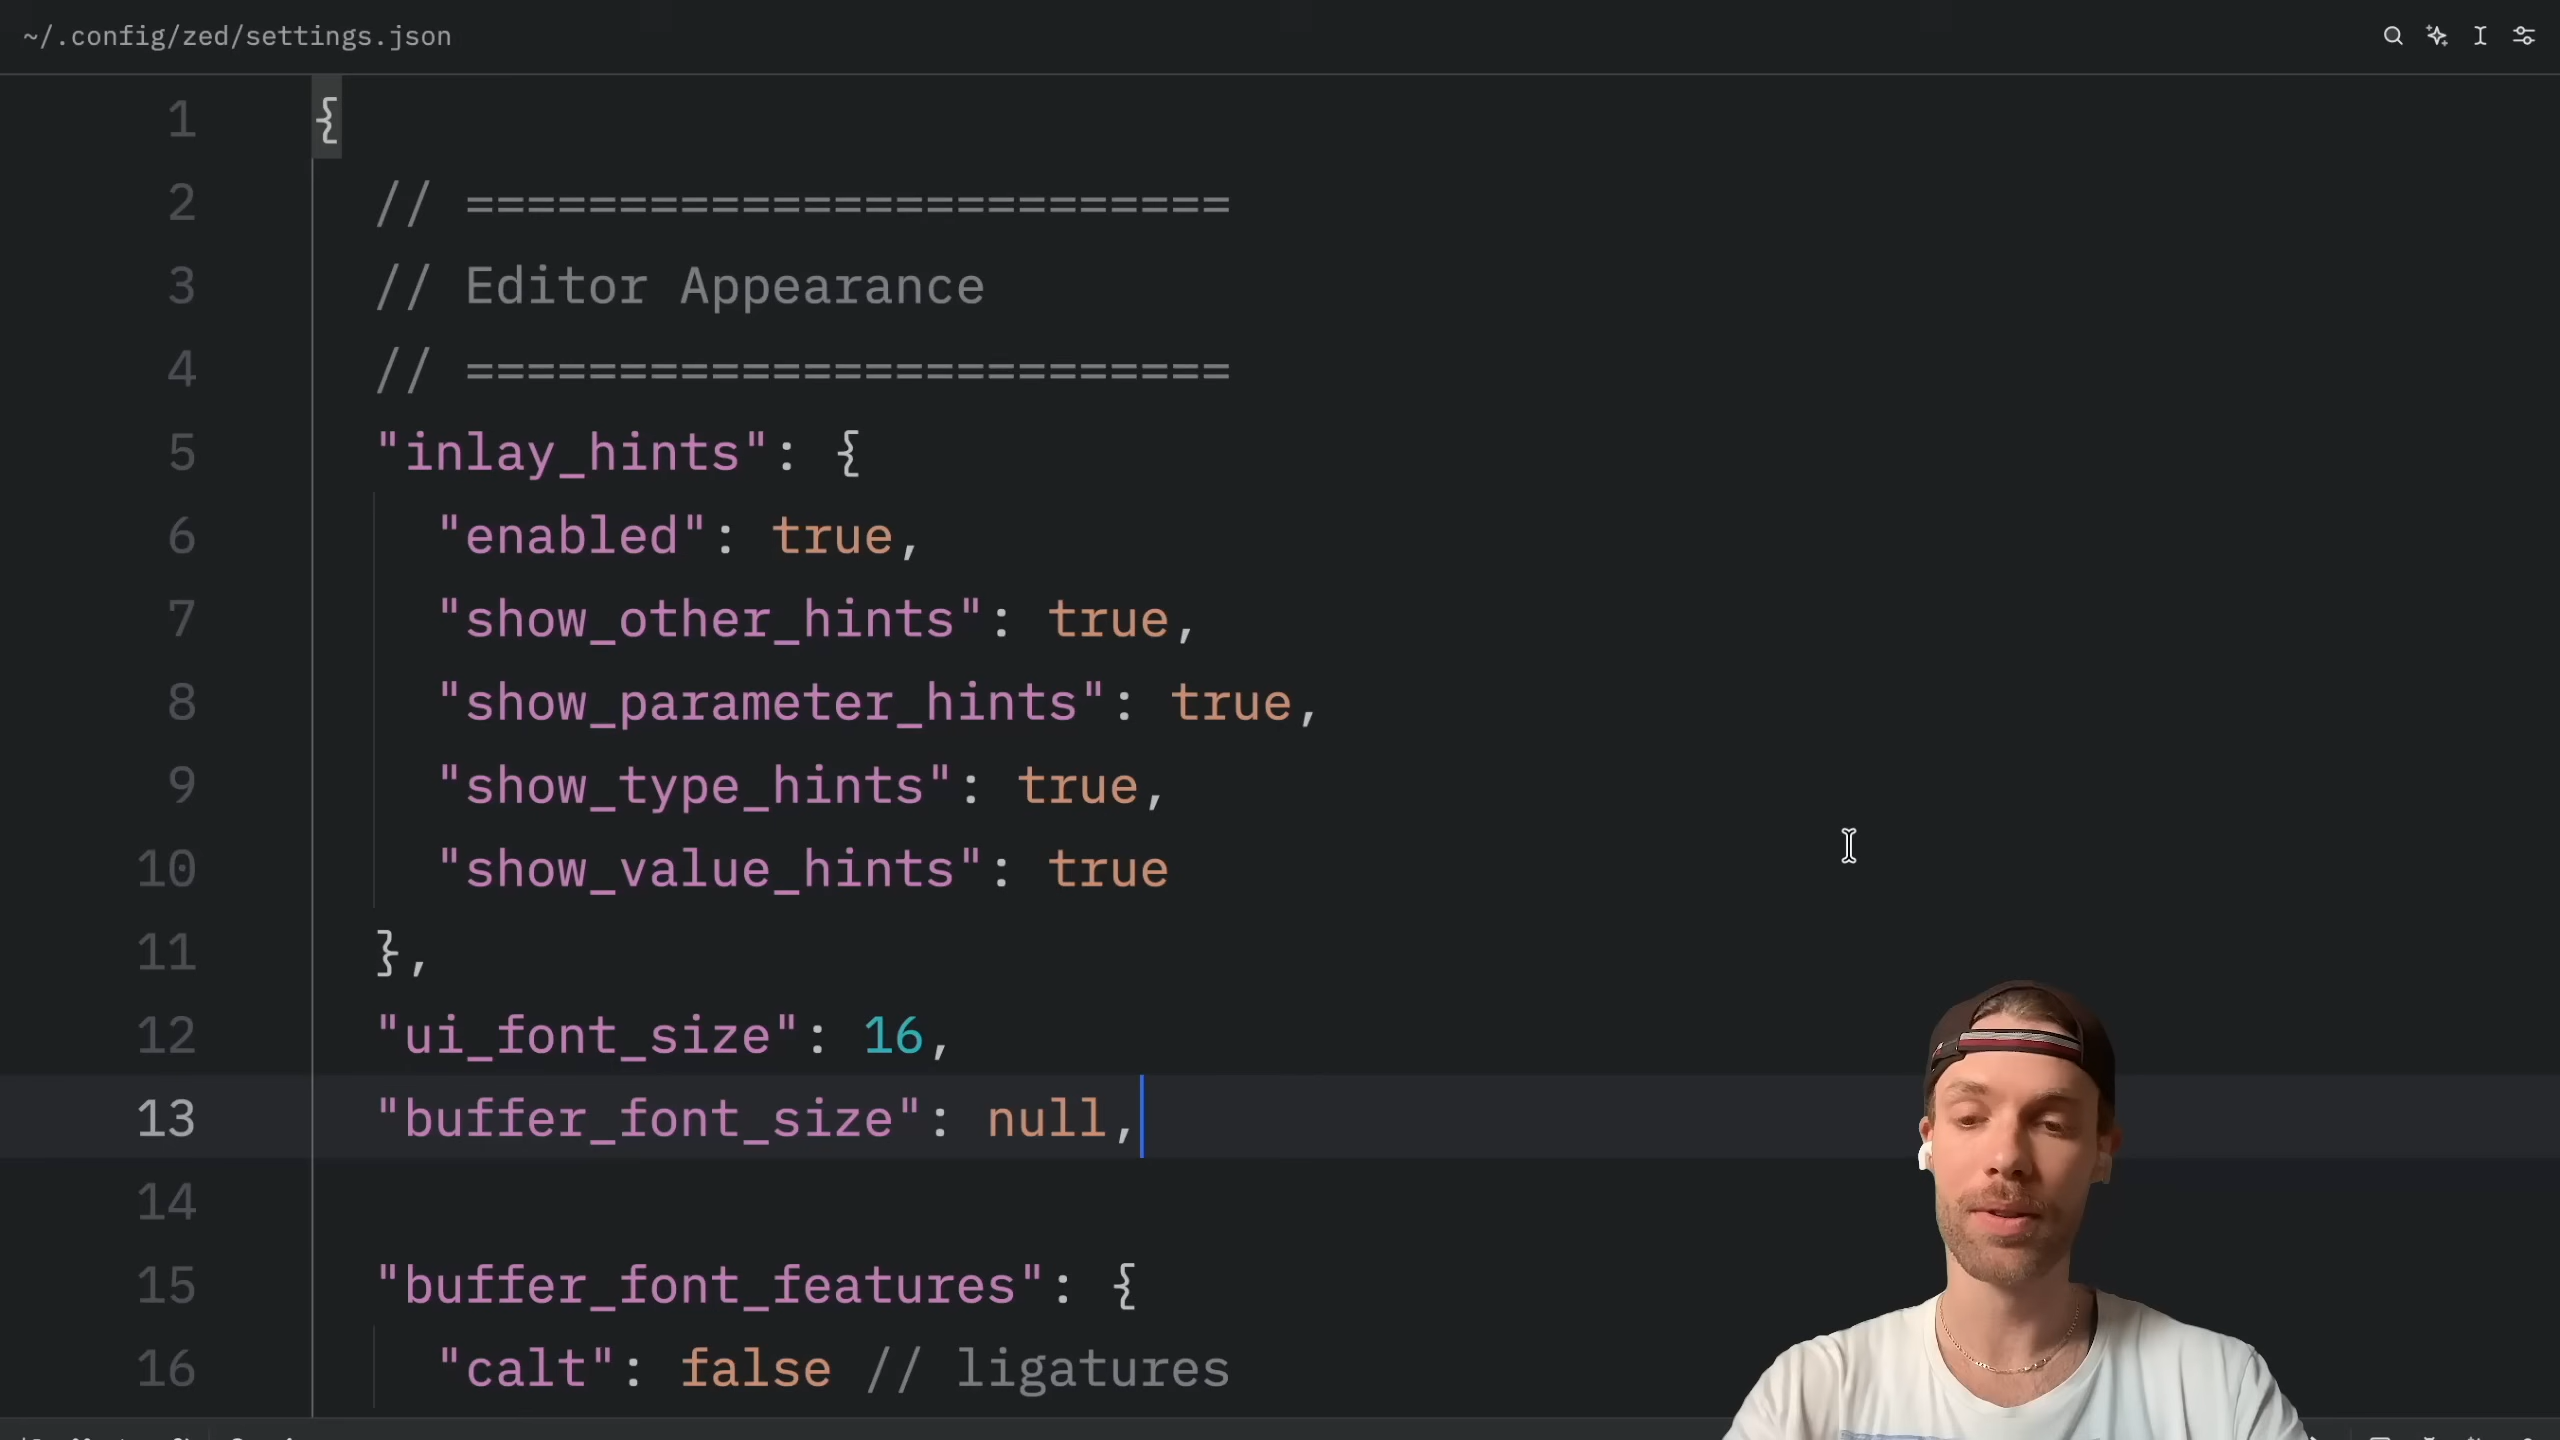 ~/.config/zed/settings.json
1 {
2 // =========================
3 // Editor Appearance
4 // =========================
5 "inlay_hints": {
6 "enabled": true,
7 "show_other_hints": true,
8 "show_parameter_hints": true,
9 "show_type_hints": true,
10 "show_value_hints": true
11 },
12 "ui_font_size": 16,
13 "buffer_font_size": null,
14
15 "buffer_font_features": {
16 "calt": false // ligatures